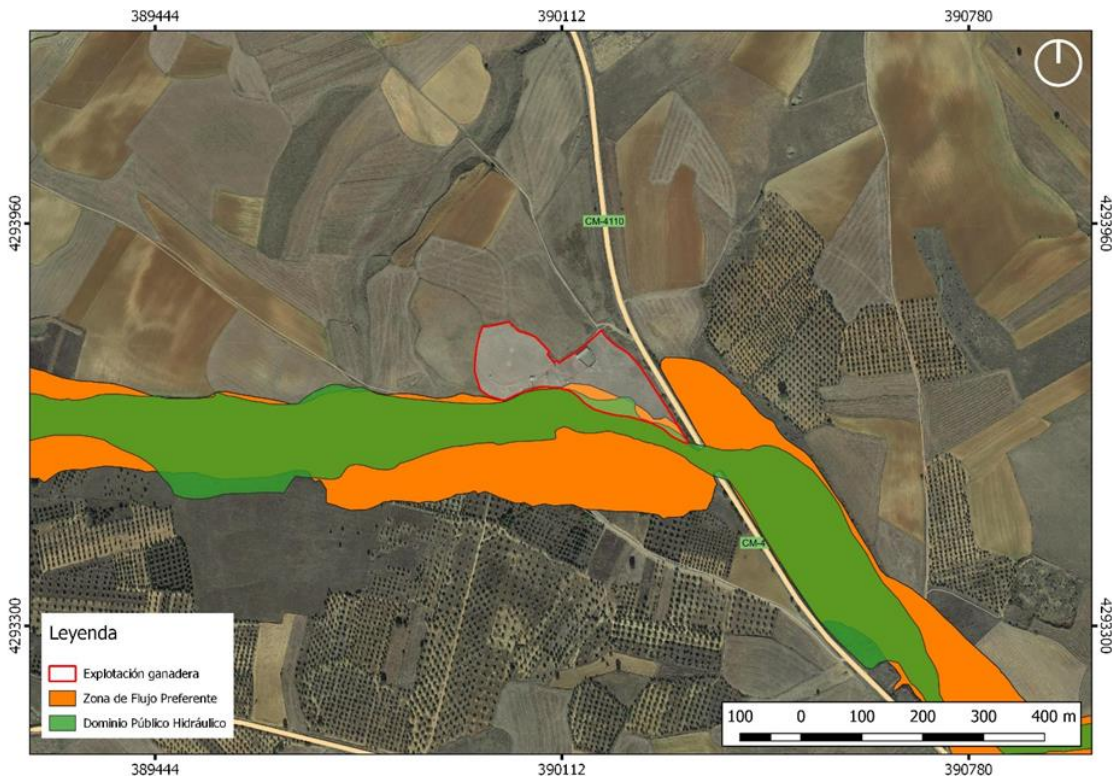 389444
390112
390780
4293960
4293960
CM-4110
CM-4
4293300
4293300
Leyenda
Explotación ganadera
Zona de Flujo Preferente
Dominio Público Hidráulico
100 0 100 200 300 400 m
389444
390112
390780